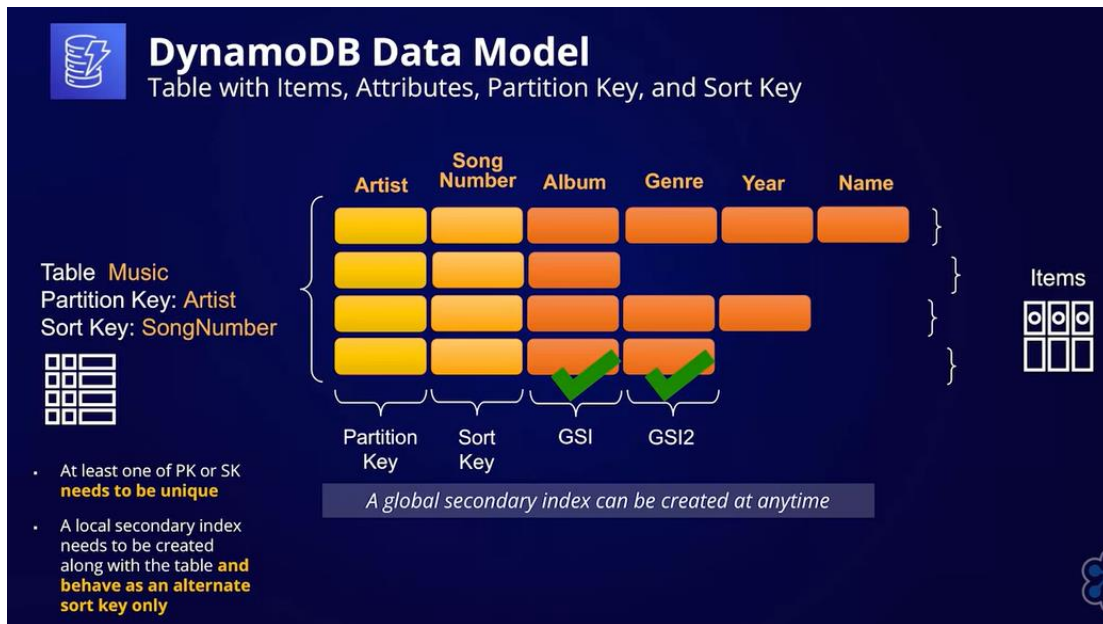 DynamoDB Data Model
Table with Items, Attributes, Partition Key, and Sort Key
Artist
Song
Number
Album
Genre
Year
Name
Table Music
Partition Key: Artist
Sort Key: SongNumber
Items
Partition
Key
Sort
Key
GSI
GSI2
A global secondary index can be created at anytime
• At least one of PK or SK
needs to be unique
• A local secondary index
needs to be created
along with the table and
behave as an alternate
sort key only